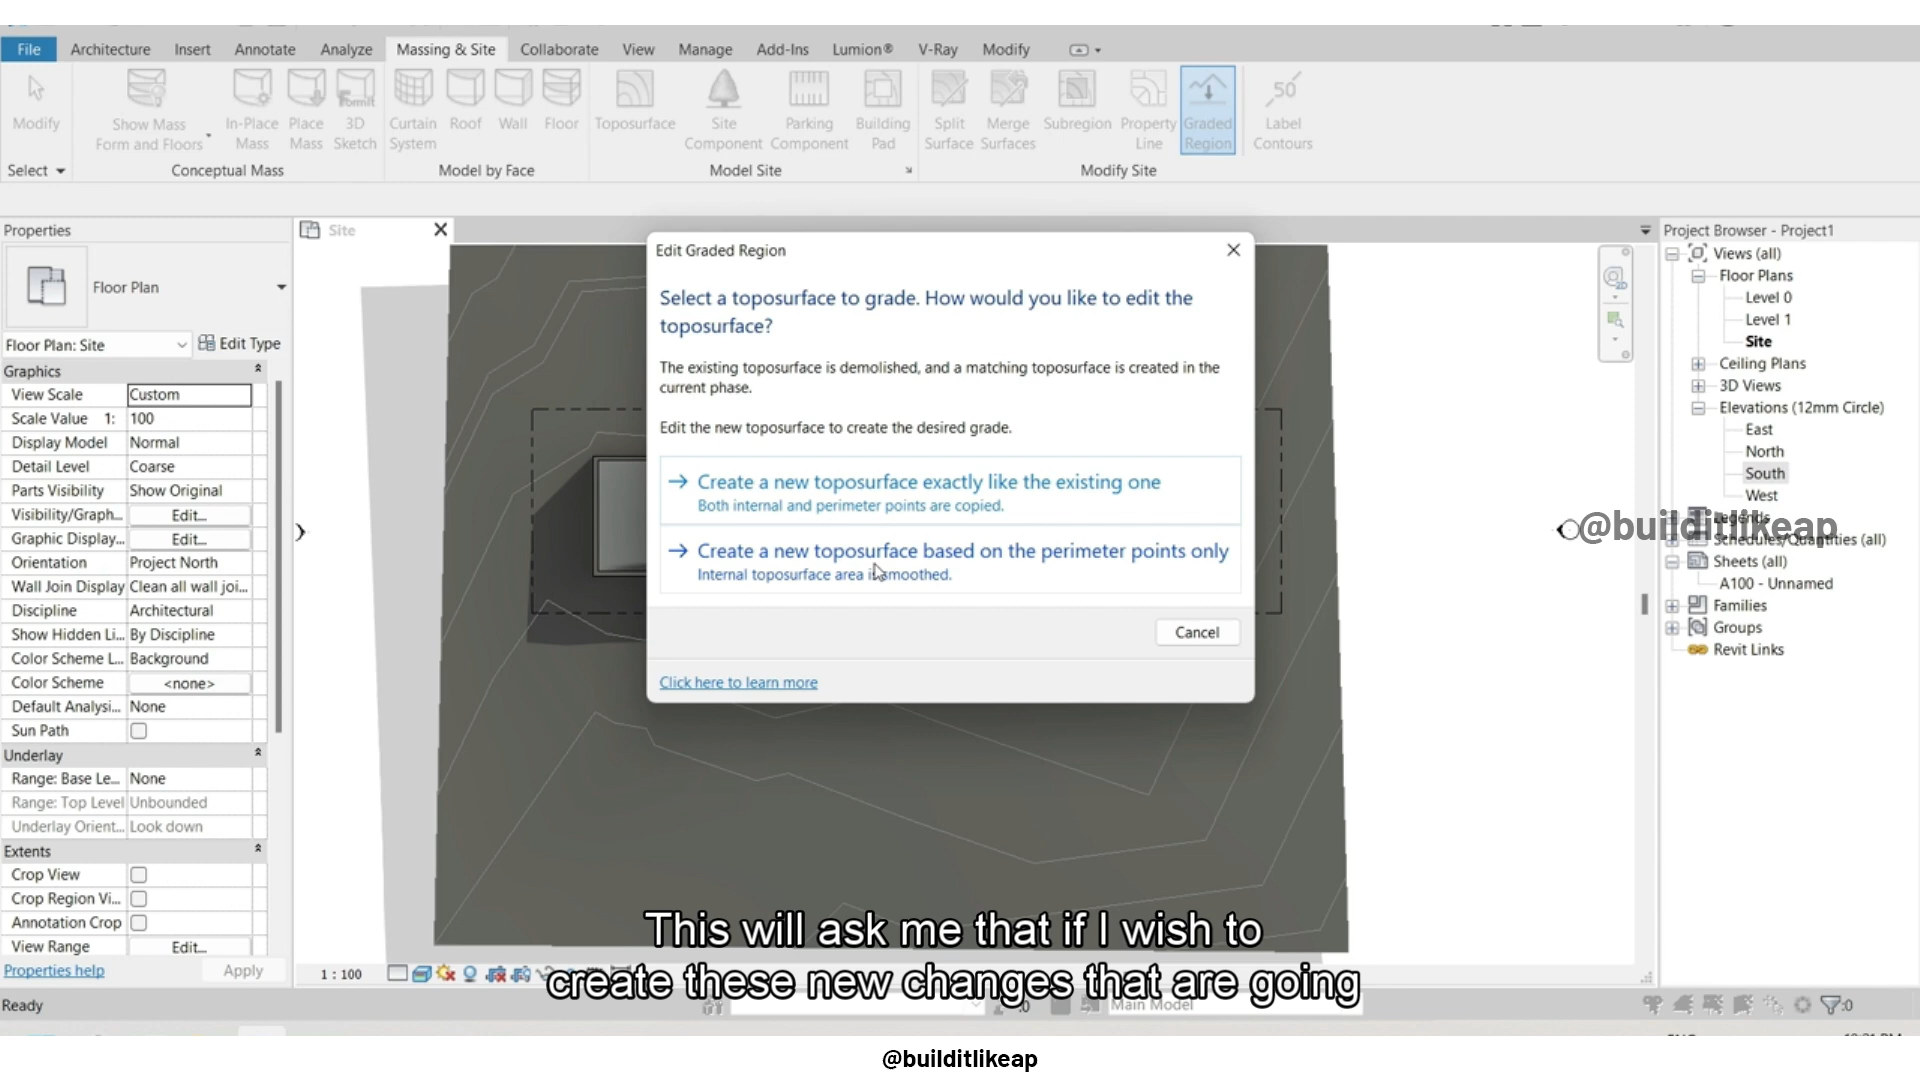 File Architecture Insert Annotate Analyze Massing & Site Collaborate View Manage Add-Ins Lumion® V-Ray Modify
Modify
Show Mass Form and Floors
In-Place Mass
Place Mass
3D Sketch
Curtain System
Roof
Wall
Floor
Toposurface
Site Component
Parking Component
Building Pad
Split Surface
Merge Surfaces
Subregion
Property Line
Graded Region
50
Label Contours
Select
Conceptual Mass
Model by Face
Model Site
Modify Site
Properties
Floor Plan
Floor Plan: Site
Edit Type
Graphics
View Scale Custom
Scale Value 1: 100
Display Model Normal
Detail Level Coarse
Parts Visibility Show Original
Visibility/Graph... Edit...
Graphic Display... Edit...
Orientation Project North
Wall Join Display Clean all wall joi...
Discipline Architectural
Show Hidden Li... By Discipline
Color Scheme L... Background
Color Scheme <none>
Default Analysi... None
Sun Path
Underlay
Range: Base Le... None
Range: Top Level Unbounded
Underlay Orient... Look down
Extents
Crop View
Crop Region Vi...
Annotation Crop
View Range Edit...
Properties help
Apply
Ready
Site
Edit Graded Region
Select a toposurface to grade. How would you like to edit the
toposurface?
The existing toposurface is demolished, and a matching toposurface is created in the
current phase.
Edit the new toposurface to create the desired grade.
Create a new toposurface exactly like the existing one
Both internal and perimeter points are copied.
Create a new toposurface based on the perimeter points only
Internal toposurface area is smoothed.
Cancel
Click here to learn more
Project Browser - Project1
Views (all)
Floor Plans
Level 0
Level 1
Site
Ceiling Plans
3D Views
Elevations (12mm Circle)
East
North
South
West
Legends
@builditlikeap
Schedules/Quantities (all)
Sheets (all)
A100 - Unnamed
Families
Groups
Revit Links
This will ask me that if I wish to
create these new changes that are going
1 : 100
:0
Main Model
:0
@builditlikeap